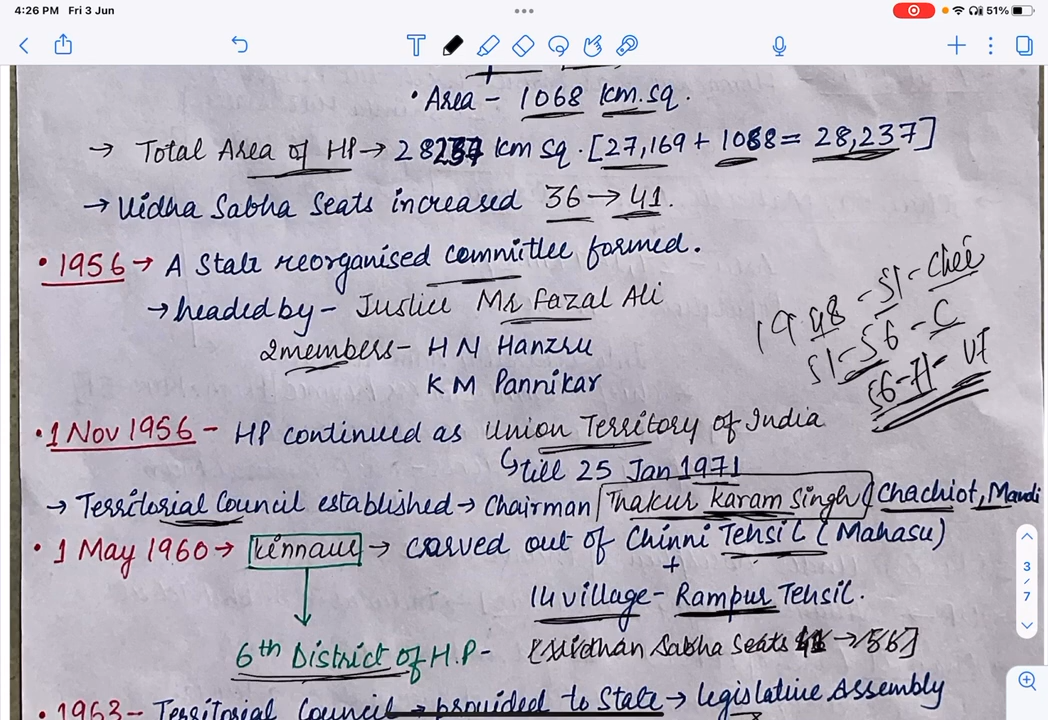 4:26 PM Fri 3 Jun
51%
T
• Area - 1068 km.sq.
→ Total Area of HP → 28237 km sq. [27,169 + 1068 = 28,237]
→ Vidha Sabha Seats increased 36 → 41.
• 1956 → A State reorganised committee formed.
→ headed by - Justice Mr Fazal Ali
2 members - H N Hanzru
K M Pannikar
1948 - 51 - Chee
51 - 56 - C
56 - 71 - UT
• 1 Nov 1956 - HP continued as Union Territory of India
till 25 Jan 1971
→ Territorial Council established → Chairman Thakur Karam Singh (Chachiot, Mandi
• 1 May 1960 → Kinnaur → carved out of Chinni Tehsil (Mahasu)
+
14 village - Rampur Tehsil.
6th District of H.P - [Vidhan Sabha Seats → 56]
• 1963 - Territorial Council → provided to State → legislative Assembly
3
/
7